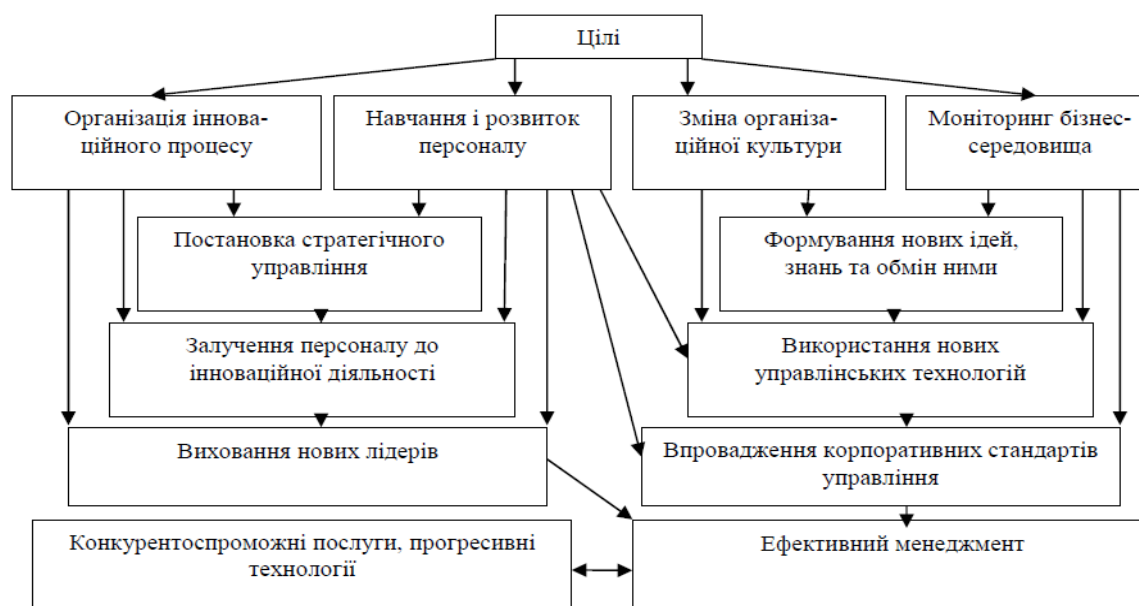 Цілі
Організація іннова-
ційного процесу
Навчання і розвиток
персоналу
Зміна організа-
ційної культури
Моніторинг бізнес-
середовища
Постановка стратегічного
управління
Формування нових ідей,
знань та обмін ними
Залучення персоналу до
інноваційної діяльності
Використання нових
управлінських технологій
Виховання нових лідерів
Впровадження корпоративних стандартів
управління
Конкурентоспроможні послуги, прогресивні
технології
Ефективний менеджмент